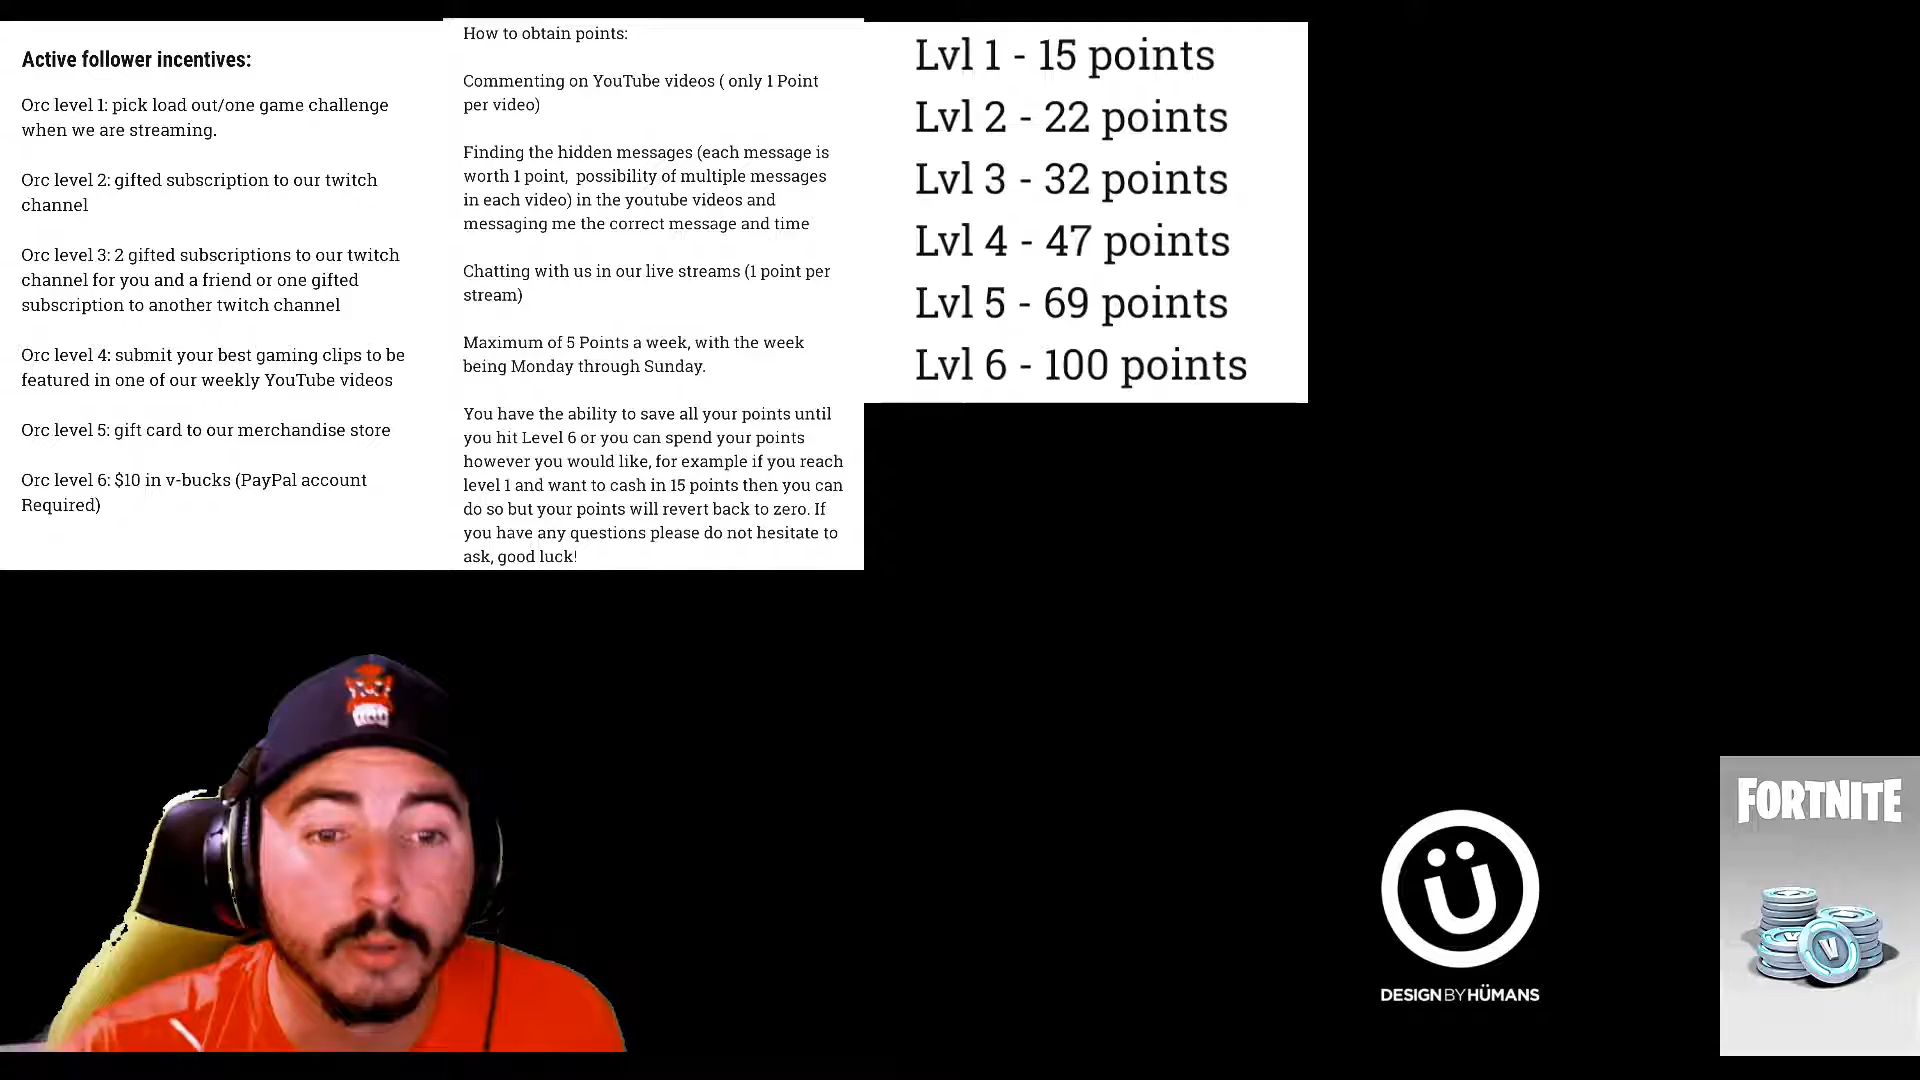 Active follower incentives:
Orc level 1: pick load out/one game challenge
when we are streaming.
Orc level 2: gifted subscription to our twitch
channel
Orc level 3: 2 gifted subscriptions to our twitch
channel for you and a friend or one gifted
subscription to another twitch channel
Orc level 4: submit your best gaming clips to be
featured in one of our weekly YouTube videos
Orc level 5: gift card to our merchandise store
Orc level 6: $10 in v-bucks (PayPal account
Required)
How to obtain points:
Commenting on YouTube videos ( only 1 Point
per video)
Finding the hidden messages (each message is
worth 1 point, possibility of multiple messages
in each video) in the youtube videos and
messaging me the correct message and time
Chatting with us in our live streams (1 point per
stream)
Maximum of 5 Points a week, with the week
being Monday through Sunday.
You have the ability to save all your points until
you hit Level 6 or you can spend your points
however you would like, for example if you reach
level 1 and want to cash in 15 points then you can
do so but your points will revert back to zero. If
you have any questions please do not hesitate to
ask, good luck!
Lvl 1 - 15 points
Lvl 2 - 22 points
Lvl 3 - 32 points
Lvl 4 - 47 points
Lvl 5 - 69 points
Lvl 6 - 100 points
Ü
DESIGNBYHÜMANS
FORTNITE
V